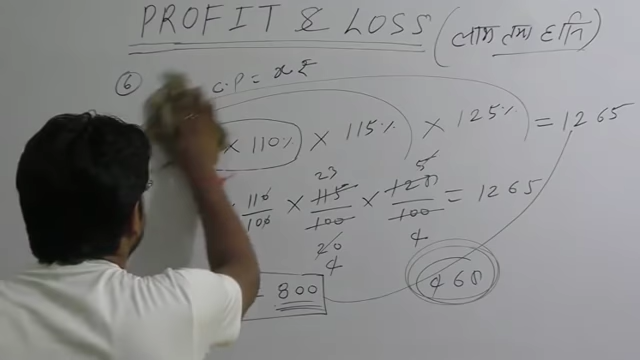 PROFIT & LOSS (लाभ तथा हानि)
6 C.P = x ₹
× 110% × 115% × 125% = 1265
110/100 × 115/100 × 125/100 = 1265
23 5
20 4
4
= 800 465